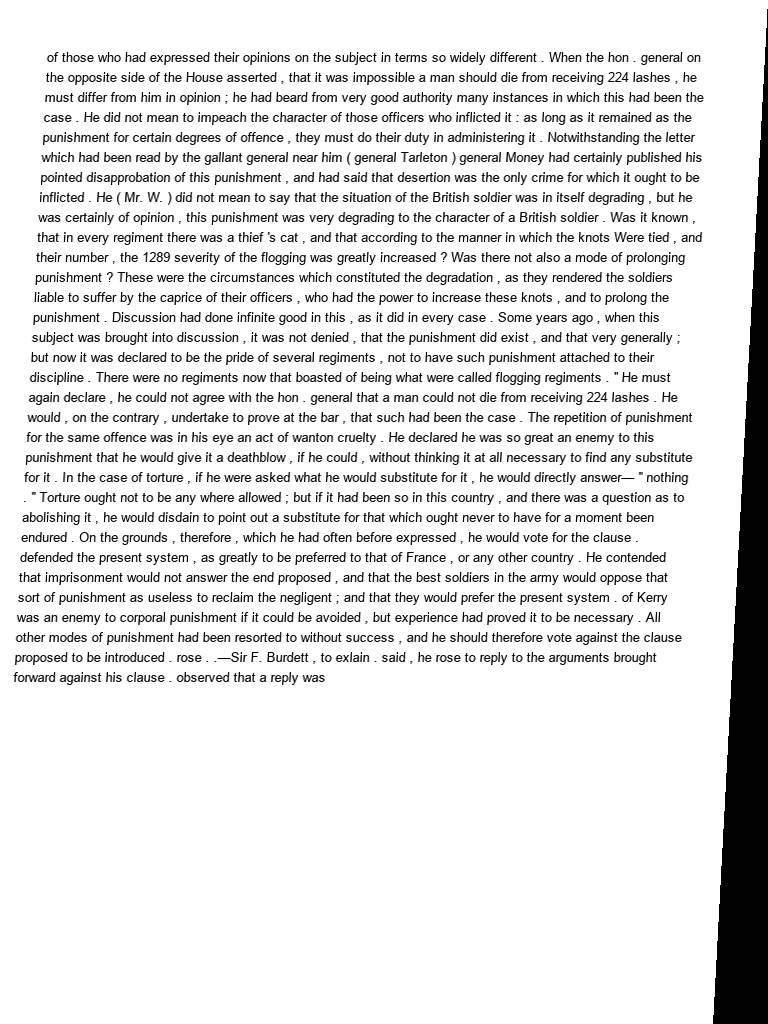 of those who had expressed their opinions on the subject in terms so widely different . When the hon . general on
the opposite side of the House asserted , that it was impossible a man should die from receiving 224 lashes , he
must differ from him in opinion ; he had beard from very good authority many instances in which this had been the
case . He did not mean to impeach the character of those officers who inflicted it : as long as it remained as the
punishment for certain degrees of offence , they must do their duty in administering it . Notwithstanding the letter
which had been read by the gallant general near him ( general Tarleton ) general Money had certainly published his
pointed disapprobation of this punishment , and had said that desertion was the only crime for which it ought to be
inflicted . He ( Mr. W. ) did not mean to say that the situation of the British soldier was in itself degrading , but he
was certainly of opinion , this punishment was very degrading to the character of a British soldier . Was it known ,
that in every regiment there was a thief 's cat , and that according to the manner in which the knots Were tied , and
their number , the 1289 severity of the flogging was greatly increased ? Was there not also a mode of prolonging
punishment ? These were the circumstances which constituted the degradation , as they rendered the soldiers
liable to suffer by the caprice of their officers , who had the power to increase these knots , and to prolong the
punishment . Discussion had done infinite good in this , as it did in every case . Some years ago , when this
subject was brought into discussion , it was not denied , that the punishment did exist , and that very generally ;
but now it was declared to be the pride of several regiments , not to have such punishment attached to their
discipline . There were no regiments now that boasted of being what were called flogging regiments . " He must
again declare , he could not agree with the hon . general that a man could not die from receiving 224 lashes . He
would , on the contrary , undertake to prove at the bar , that such had been the case . The repetition of punishment
for the same offence was in his eye an act of wanton cruelty . He declared he was so great an enemy to this
punishment that he would give it a deathblow , if he could , without thinking it at all necessary to find any substitute
for it . In the case of torture , if he were asked what he would substitute for it , he would directly answer— " nothing
. " Torture ought not to be any where allowed ; but if it had been so in this country , and there was a question as to
abolishing it , he would disdain to point out a substitute for that which ought never to have for a moment been
endured . On the grounds , therefore , which he had often before expressed , he would vote for the clause .
defended the present system , as greatly to be preferred to that of France , or any other country . He contended
that imprisonment would not answer the end proposed , and that the best soldiers in the army would oppose that
sort of punishment as useless to reclaim the negligent ; and that they would prefer the present system . of Kerry
was an enemy to corporal punishment if it could be avoided , but experience had proved it to be necessary . All
other modes of punishment had been resorted to without success , and he should therefore vote against the clause
proposed to be introduced . rose . .—Sir F. Burdett , to exlain . said , he rose to reply to the arguments brought
forward against his clause . observed that a reply was